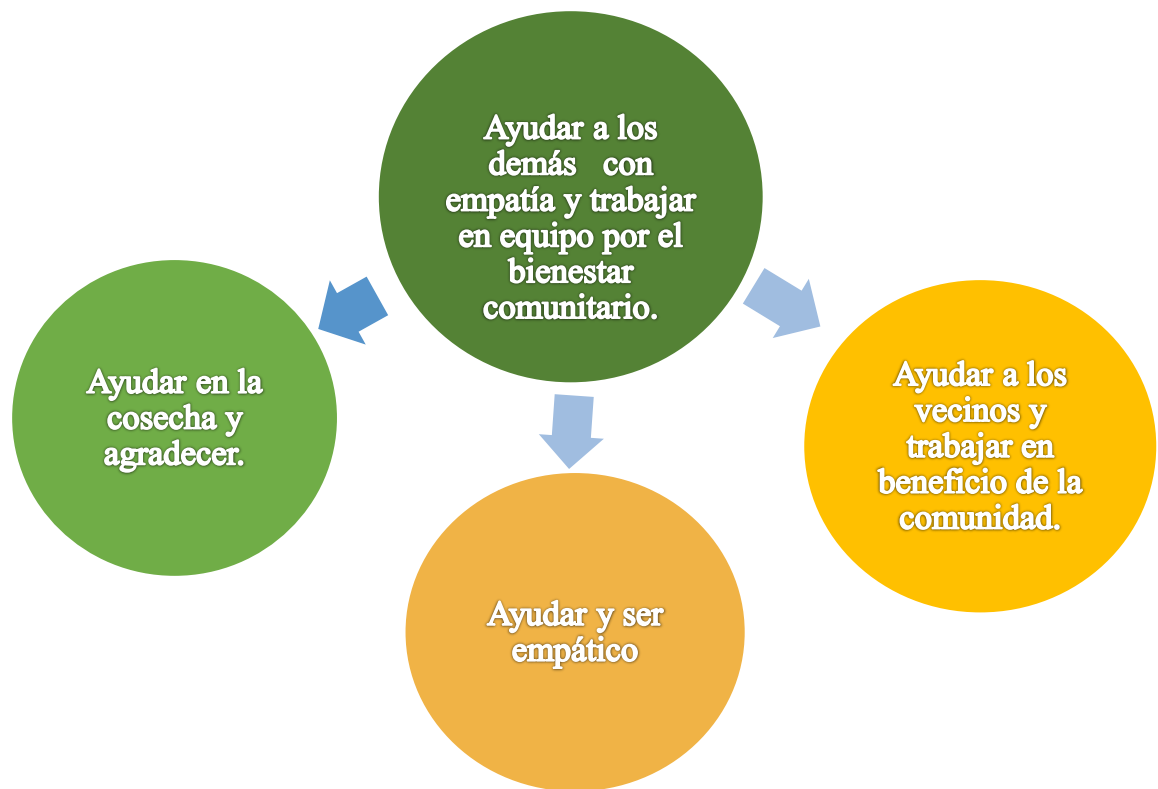 Ayudar a los
demás con
empatía y trabajar
en equipo por el
bienestar
comunitario.
Ayudar en la
cosecha y
agradecer.
Ayudar y ser
empático
Ayudar a los
vecinos y
trabajar en
beneficio de la
comunidad.